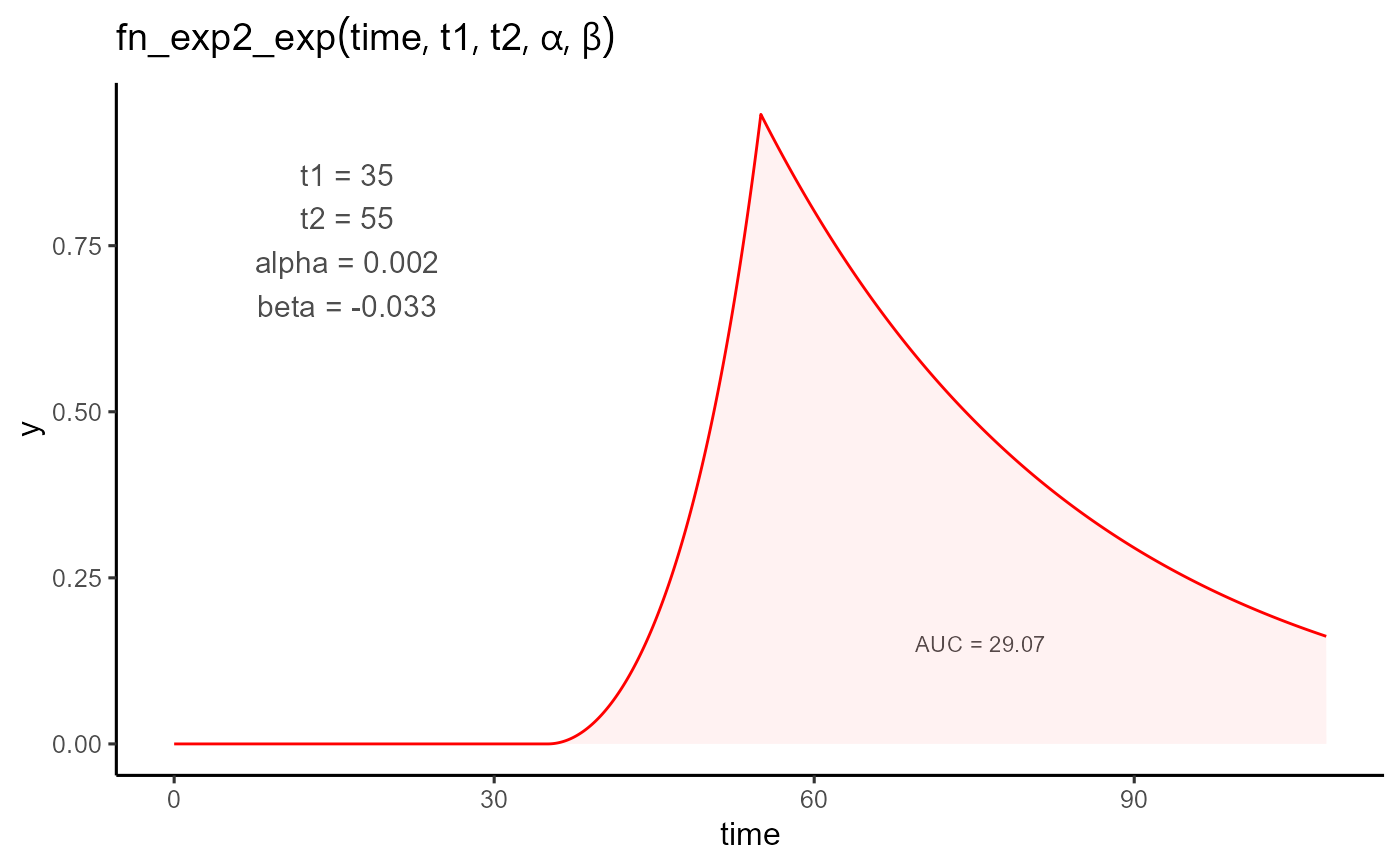 fn_exp2_exp(time, t1, t2, α, β)
t1 = 35
t2 = 55
alpha = 0.002
beta = -0.033
0.75
0.50
y
0.25
AUC = 29.07
0.00
0 30 60 90
time